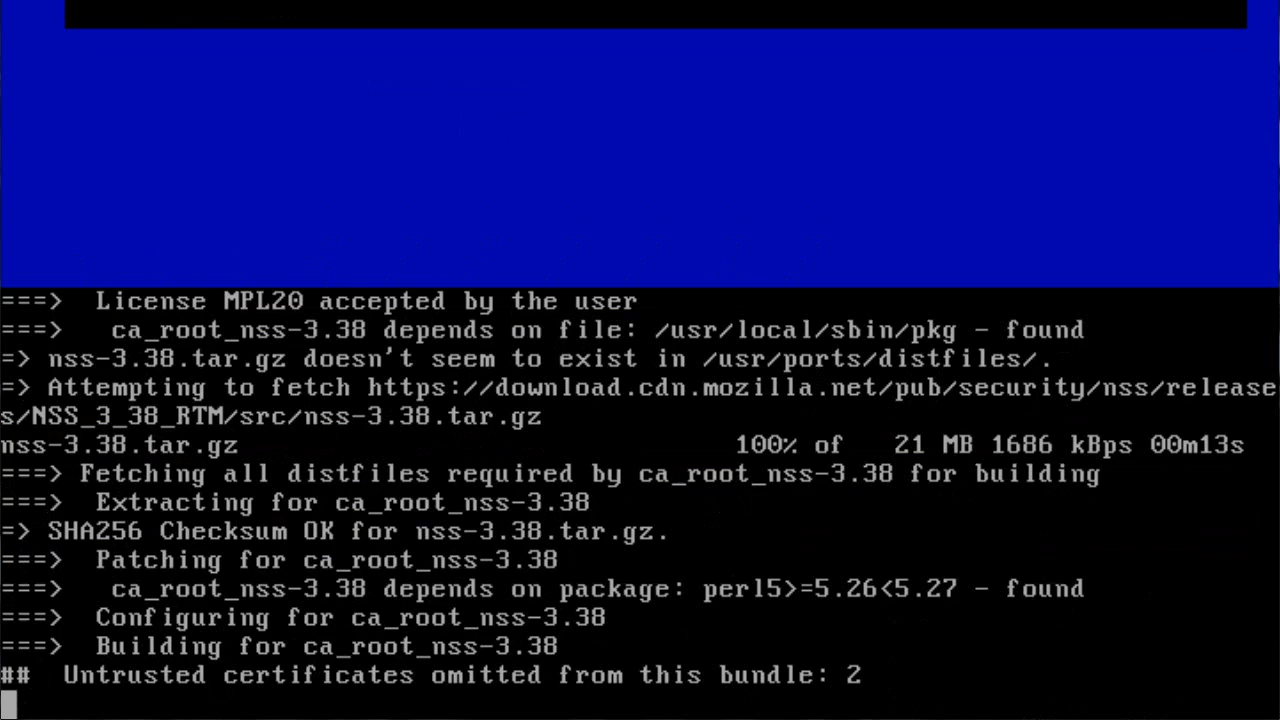 ===>  License MPL20 accepted by the user
===>   ca_root_nss-3.38 depends on file: /usr/local/sbin/pkg - found
=> nss-3.38.tar.gz doesn't seem to exist in /usr/ports/distfiles/.
=> Attempting to fetch https://download.cdn.mozilla.net/pub/security/nss/release
s/NSS_3_38_RTM/src/nss-3.38.tar.gz
nss-3.38.tar.gz                               100% of   21 MB 1686 kBps 00m13s
===> Fetching all distfiles required by ca_root_nss-3.38 for building
===>  Extracting for ca_root_nss-3.38
=> SHA256 Checksum OK for nss-3.38.tar.gz.
===>  Patching for ca_root_nss-3.38
===>   ca_root_nss-3.38 depends on package: perl5>=5.26<5.27 - found
===>  Configuring for ca_root_nss-3.38
===>  Building for ca_root_nss-3.38
##  Untrusted certificates omitted from this bundle: 2